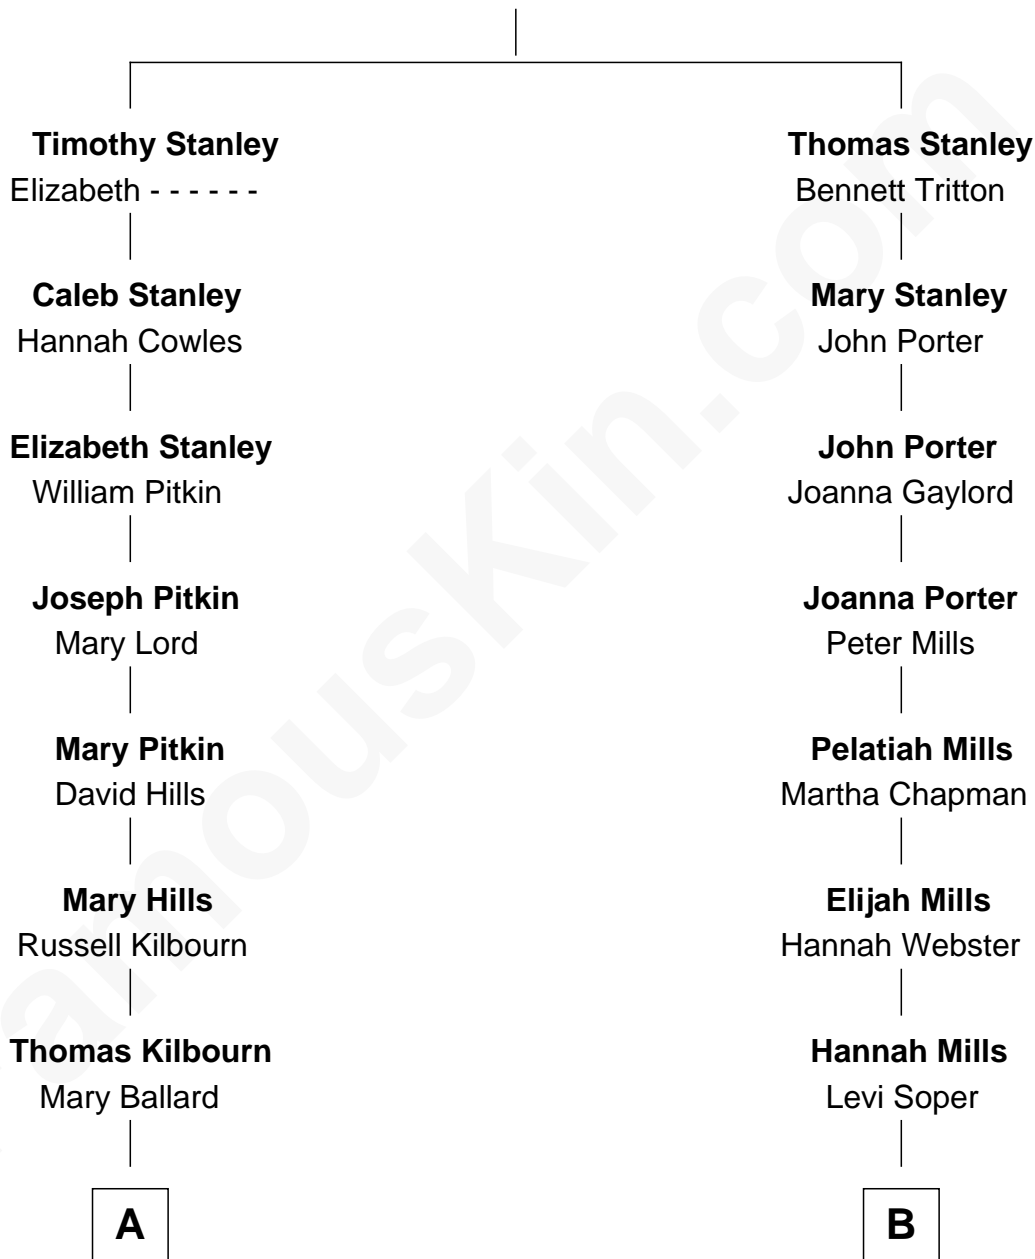 Timothy Stanley
Elizabeth - - - - - -
Thomas Stanley
Bennett Tritton
Caleb Stanley
Hannah Cowles
Mary Stanley
John Porter
Elizabeth Stanley
William Pitkin
John Porter
Joanna Gaylord
Joseph Pitkin
Mary Lord
Joanna Porter
Peter Mills
Mary Pitkin
David Hills
Pelatiah Mills
Martha Chapman
Mary Hills
Russell Kilbourn
Elijah Mills
Hannah Webster
Thomas Kilbourn
Mary Ballard
Hannah Mills
Levi Soper
A
B
amousKin.com